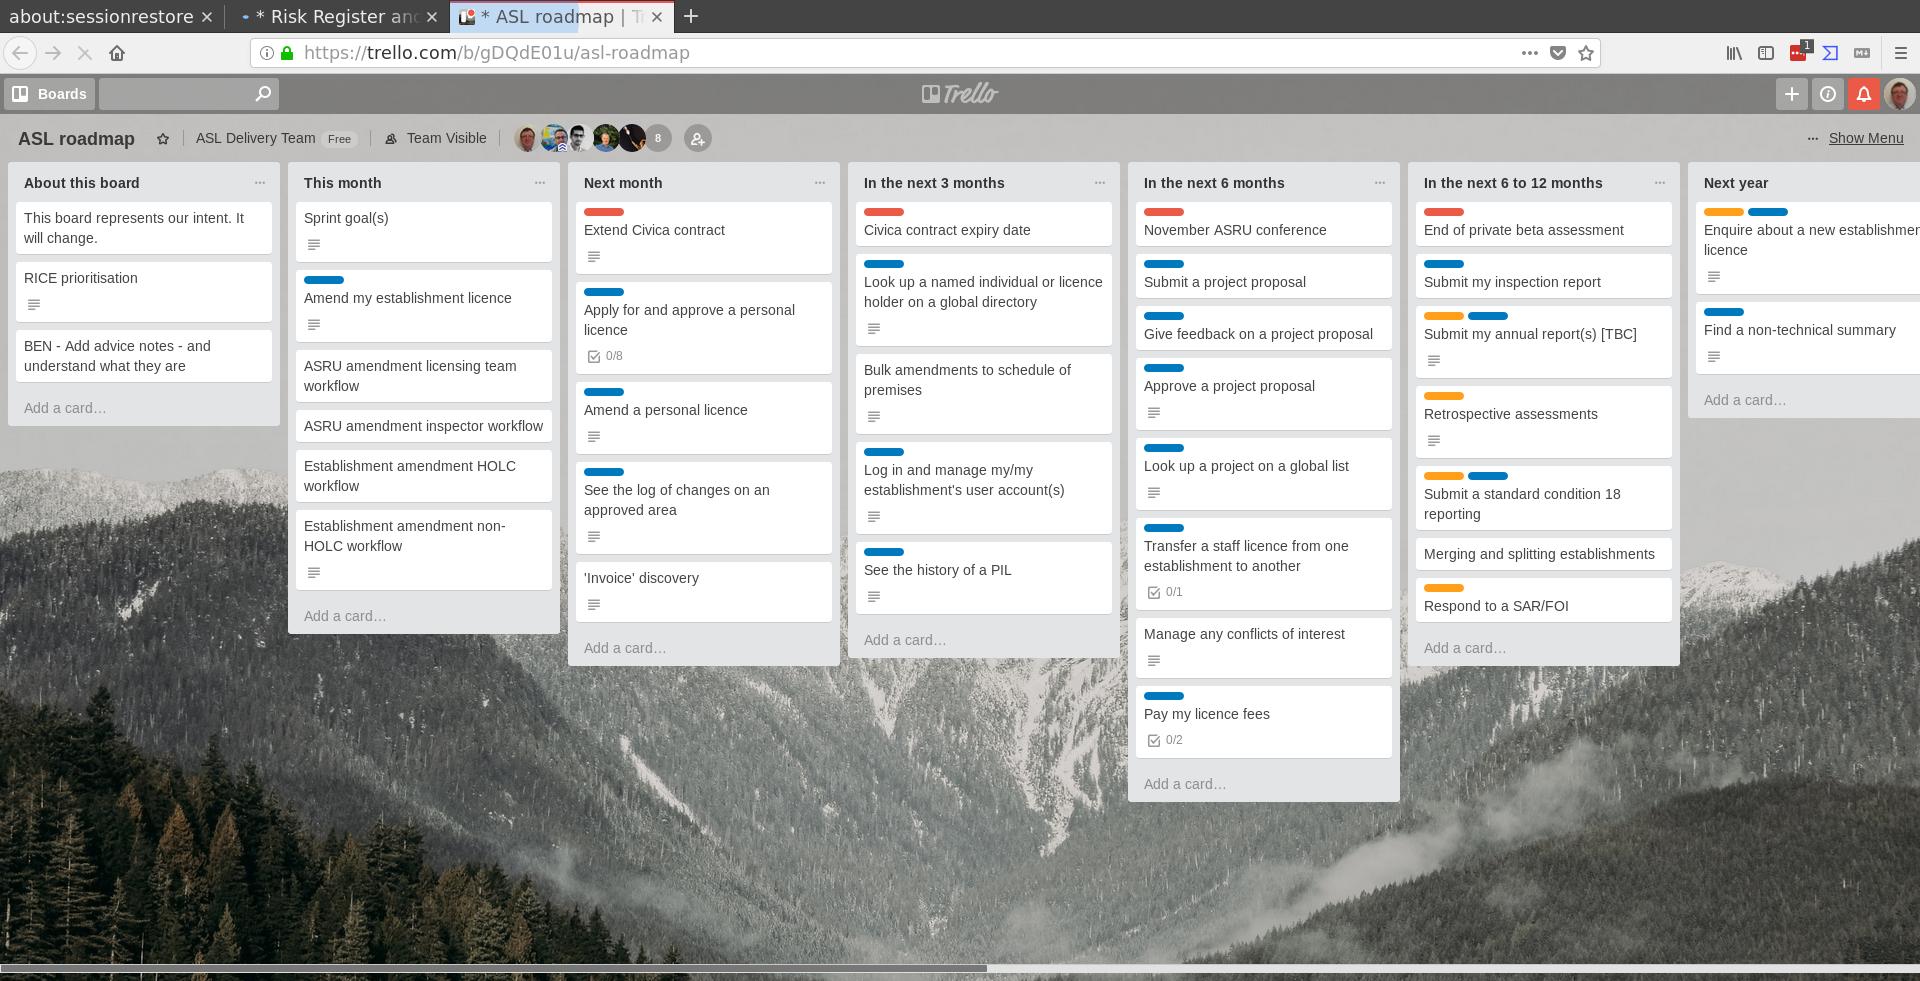 about:sessionrestore
* Risk Register and
* ASL roadmap | T
https://trello.com/b/gDQdE01u/asl-roadmap
1
Boards
Trello
ASL roadmap
ASL Delivery Team
Free
Team Visible
8
Show Menu
About this board
This board represents our intent. It
will change.
RICE prioritisation
BEN - Add advice notes - and
understand what they are
Add a card…
This month
Sprint goal(s)
Amend my establishment licence
ASRU amendment licensing team
workflow
ASRU amendment inspector workflow
Establishment amendment HOLC
workflow
Establishment amendment non-
HOLC workflow
Add a card…
Next month
Extend Civica contract
Apply for and approve a personal
licence
0/8
Amend a personal licence
See the log of changes on an
approved area
'Invoice' discovery
Add a card…
In the next 3 months
Civica contract expiry date
Look up a named individual or licence
holder on a global directory
Bulk amendments to schedule of
premises
Log in and manage my/my
establishment's user account(s)
See the history of a PIL
Add a card…
In the next 6 months
November ASRU conference
Submit a project proposal
Give feedback on a project proposal
Approve a project proposal
Look up a project on a global list
Transfer a staff licence from one
establishment to another
0/1
Manage any conflicts of interest
Pay my licence fees
0/2
Add a card…
In the next 6 to 12 months
End of private beta assessment
Submit my inspection report
Submit my annual report(s) [TBC]
Retrospective assessments
Submit a standard condition 18
reporting
Merging and splitting establishments
Respond to a SAR/FOI
Add a card…
Next year
Enquire about a new establishmen
licence
Find a non-technical summary
Add a card…